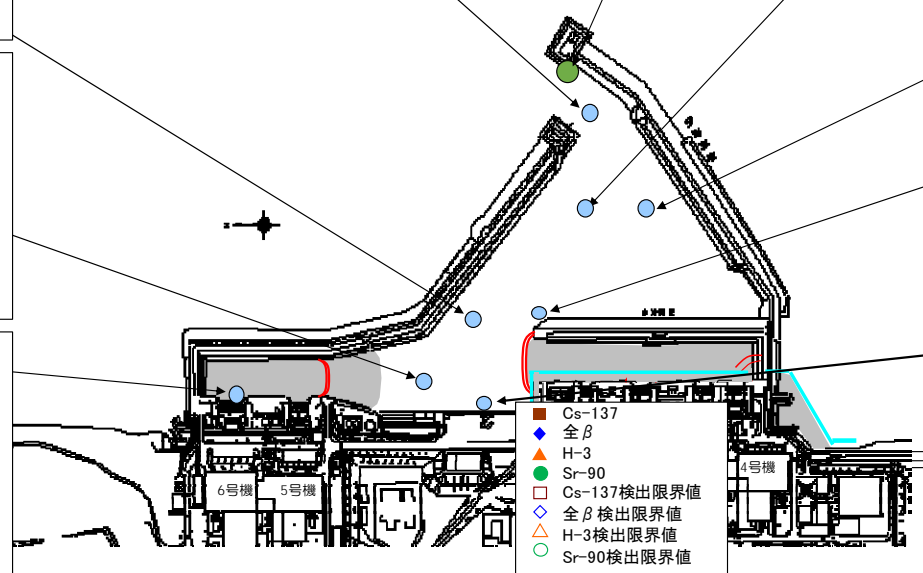 6号機
5号機
4号機
Cs-137
全β
H-3
Sr-90
Cs-137検出限界値
全β検出限界値
H-3検出限界値
Sr-90検出限界値